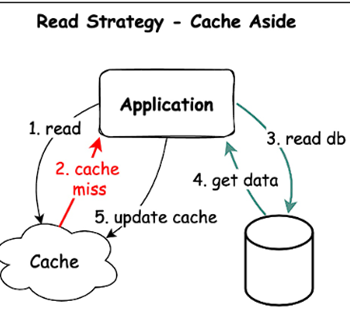 Read Strategy - Cache Aside
Application
1. read
2. cache
miss
3. read db
4. get data
5. update cache
Cache